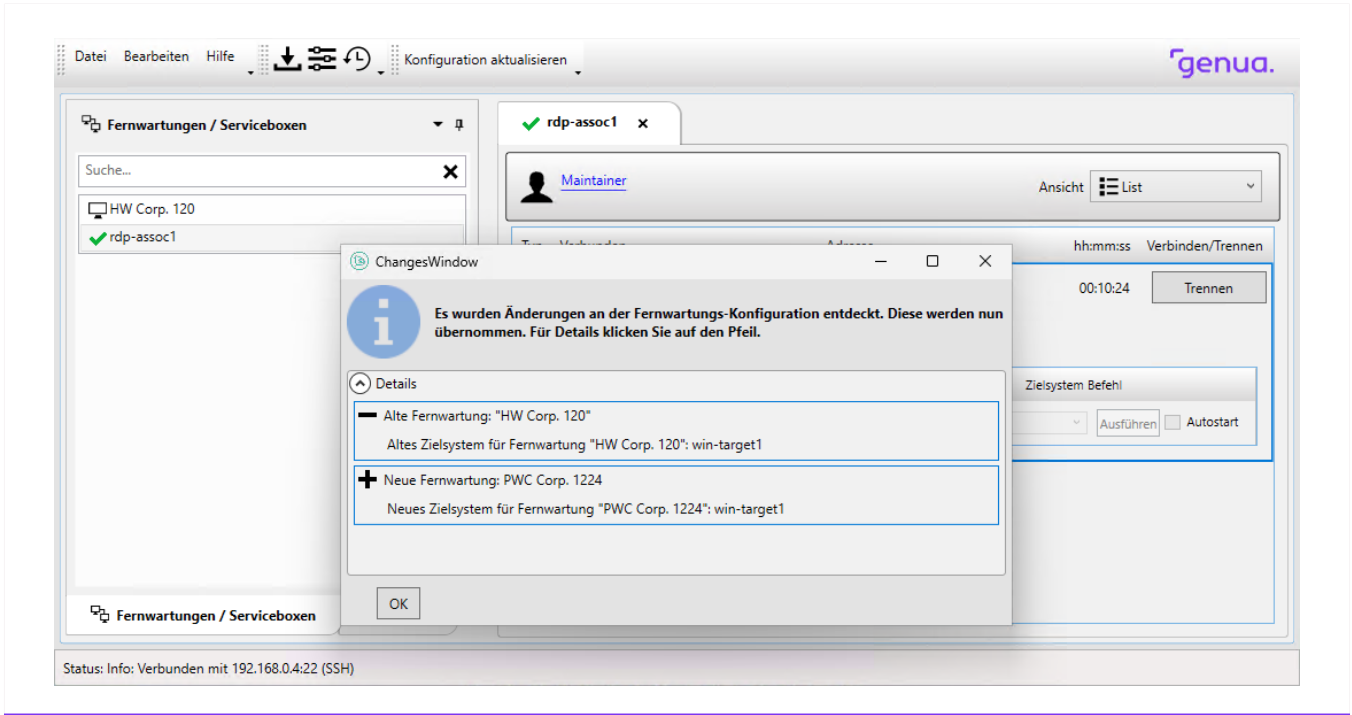 Datei Bearbeiten Hilfe Konfiguration aktualisieren
genua.
Fernwartungen / Serviceboxen
rdp-assoc1
Suche...
HW Corp. 120
rdp-assoc1
Maintainer
Ansicht List
Typ Verbunden Adresse hh:mm:ss Verbinden/Trennen
00:10:24 Trennen
Zielsystem Befehl
Ausführen Autostart
ChangesWindow
Es wurden Änderungen an der Fernwartungs-Konfiguration entdeckt. Diese werden nun
übernommen. Für Details klicken Sie auf den Pfeil.
Details
Alte Fernwartung: "HW Corp. 120"
Altes Zielsystem für Fernwartung "HW Corp. 120": win-target1
Neue Fernwartung: PWC Corp. 1224
Neues Zielsystem für Fernwartung "PWC Corp. 1224": win-target1
OK
Fernwartungen / Serviceboxen
Status: Info: Verbunden mit 192.168.0.4:22 (SSH)